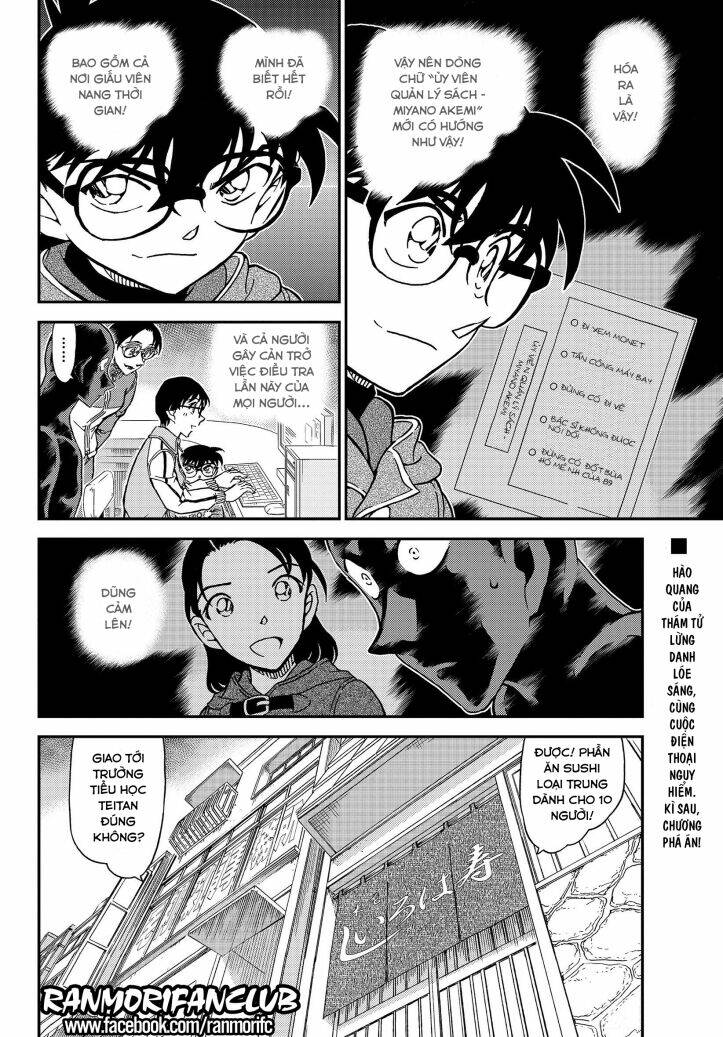 HÓA
RA
LÀ
VẬY!
VẬY NÊN DÒNG
CHỮ "ỦY VIÊN
QUẢN LÝ SÁCH -
MIYANO AKEMI"
MỚI CÓ HƯỚNG
NHƯ VẬY!
ĐI XEM MONET
TẤN CÔNG MÁY BAY
ĐỪNG CÓ ĐI VỀ
BÁC SĨ KHÔNG ĐƯỢC
NÓI DỐI
ĐỪNG CÓ ĐỐT BÙA
HỘ MỆNH CỦA B9
ỦY VIÊN QUẢN LÝ SÁCH -
MIYANO AKEMI
MÌNH ĐÃ
BIẾT HẾT
RỒI!
BAO GỒM CẢ
NƠI GIẤU VIÊN
NANG THỜI
GIAN!
VÀ CẢ NGƯỜI
GÂY CẢN TRỞ
VIỆC ĐIỀU TRA
LẦN NÀY CỦA
MỌI NGƯỜI...
......
DŨNG
CẢM
LÊN!
ĐƯỢC! PHẦN
ĂN SUSHI
LOẠI TRUNG
DÀNH CHO 10
NGƯỜI!
GIAO TỚI
TRƯỜNG
TIỂU HỌC
TEITAN
ĐÚNG
KHÔNG?
いろは寿
HÀO
QUANG
CỦA
THÁM TỬ
LỪNG
DANH
LÓE
SÁNG,
CÙNG
CUỘC
ĐIỆN
THOẠI
NGUY
HIỂM.
KÌ SAU,
CHƯƠNG
PHÁ ÁN!
RANMORIFANCLUB
www.facebook.com/ranmorifc